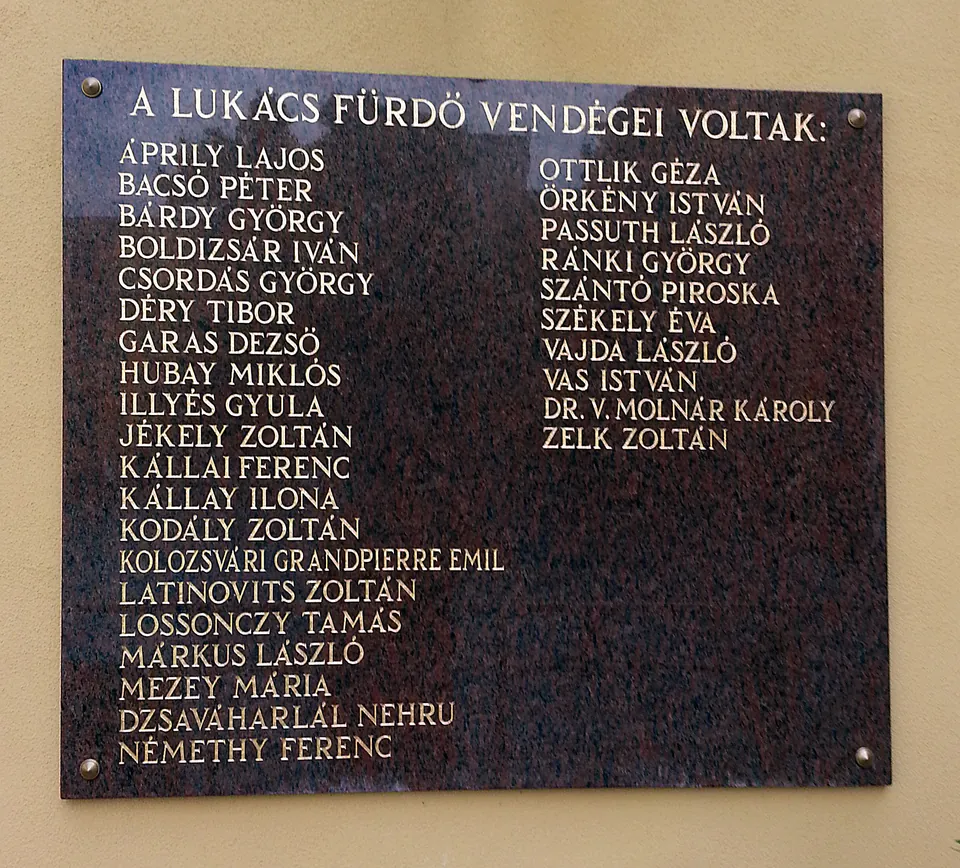 A LUKÁCS FÜRDŐ VENDÉGEI VOLTAK:
ÁPRILY LAJOS
BACSÓ PÉTER
BÁRDY GYÖRGY
BOLDIZSÁR IVÁN
CSORDÁS GYÖRGY
DÉRY TIBOR
GARAS DEZSŐ
HUBAY MIKLÓS
ILLYÉS GYULA
JÉKELY ZOLTÁN
KÁLLAI FERENC
KÁLLAY ILONA
KODÁLY ZOLTÁN
KOLOZSVÁRI GRANDPIERRE EMIL
LATINOVITS ZOLTÁN
LOSSONCZY TAMÁS
MÁRKUS LÁSZLÓ
MEZEY MÁRIA
DZSAVÁHARLÁL NEHRU
NÉMETHY FERENC
OTTLIK GÉZA
ÖRKÉNY ISTVÁN
PASSUTH LÁSZLÓ
RÁNKI GYÖRGY
SZÁNTÓ PIROSKA
SZÉKELY ÉVA
VAJDA LÁSZLÓ
VAS ISTVÁN
DR. V. MOLNÁR KÁROLY
ZELK ZOLTÁN